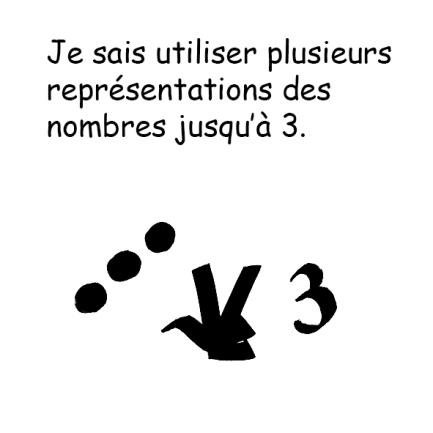 Je sais utiliser plusieurs
représentations des
nombres jusqu'à 3.
3